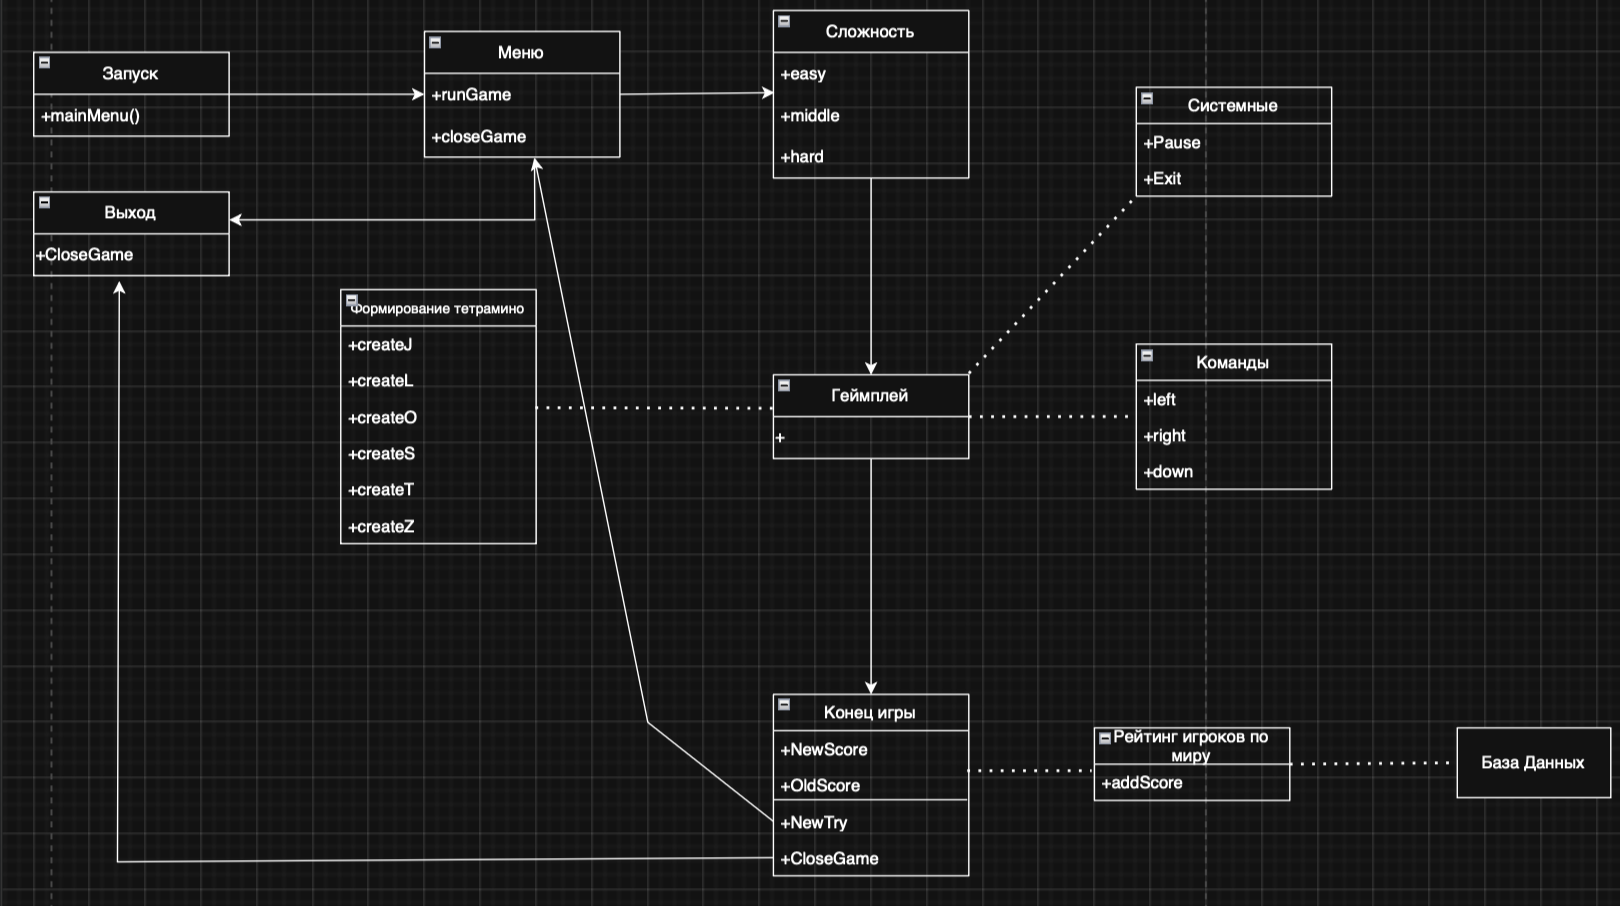 Запуск
+mainMenu()
Меню
+runGame
+closeGame
Сложность
+easy
+middle
+hard
Системные
+Pause
+Exit
Выход
+CloseGame
Формирование тетрамино
+createJ
+createL
+createO
+createS
+createT
+createZ
Геймплей
+
Команды
+left
+right
+down
Конец игры
+NewScore
+OldScore
+NewTry
+CloseGame
Рейтинг игроков по
миру
+addScore
База Данных